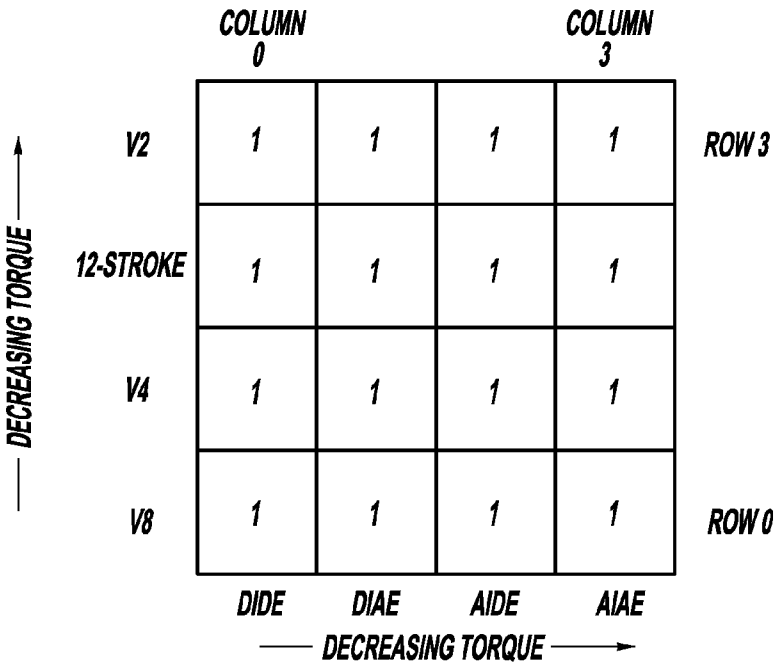 COLUMN 0 COLUMN 3
V2 1 1 1 1 ROW 3
12-STROKE 1 1 1 1
V4 1 1 1 1
V8 1 1 1 1 ROW 0
DIDE DIAE AIDE AIAE
DECREASING TORQUE
DECREASING TORQUE